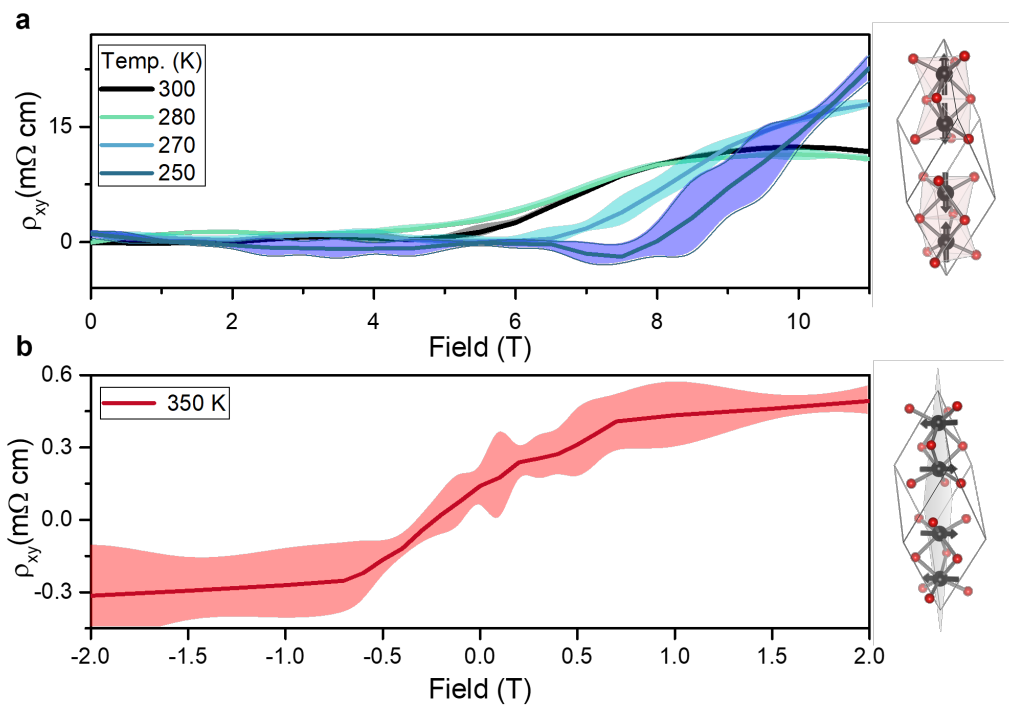 a
Temp. (K)
300
280
270
250
ρxy(mΩ cm)
15
0
0 2 4 6 8 10
Field (T)
b
350 K
ρxy(mΩ cm)
0.6
0.3
0.0
-0.3
-2.0 -1.5 -1.0 -0.5 0.0 0.5 1.0 1.5 2.0
Field (T)